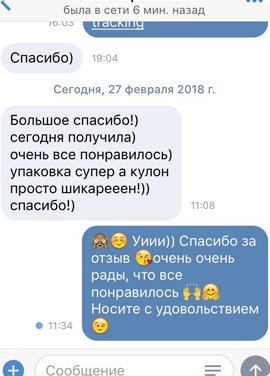 была в сети 6 мин. назад
16:03
tracking
Спасибо)
19:04
Сегодня, 27 февраля 2018 г.
Большое спасибо!)
сегодня получила)
очень все понравилось)
упаковка супер а кулон
просто шикарееен!))
спасибо!)
11:08
🙈☺️ Уиии)) Спасибо за
отзыв 😘очень очень
рады, что все
понравилось 🙌🤗
Носите с удовольствием
😉
11:34
Сообщение